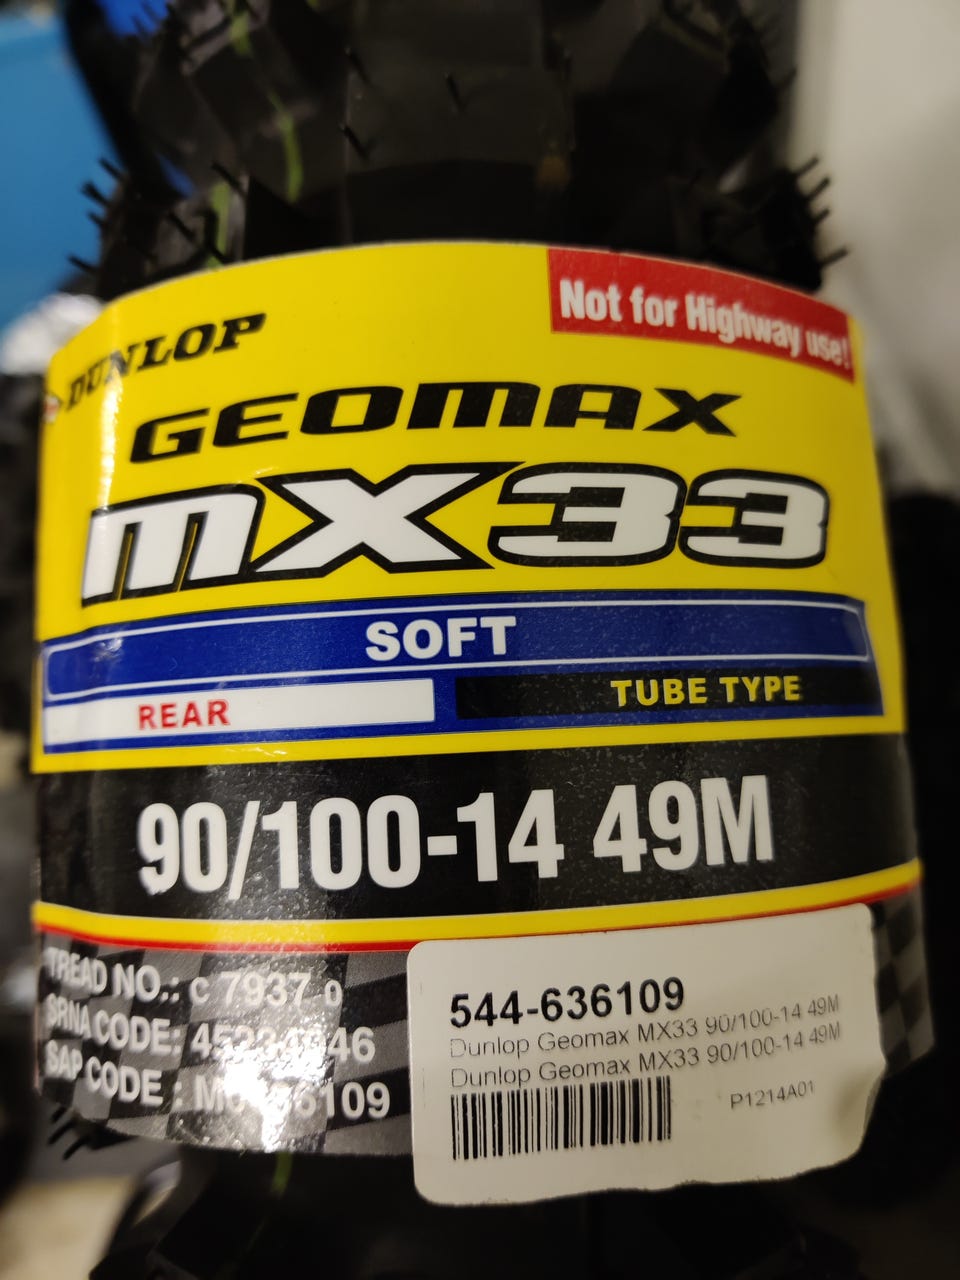 Not for Highway use!
DUNLOP
GEOMAX
MX33
SOFT
REAR
TUBE TYPE
90/100-14 49M
TREAD NO.: c 7937 0
SRNA CODE:
SAP CODE :
544-636109
Dunlop Geomax MX33 90/100-14 49M
Dunlop Geomax MX33 90/100-14 49M
P1214A01